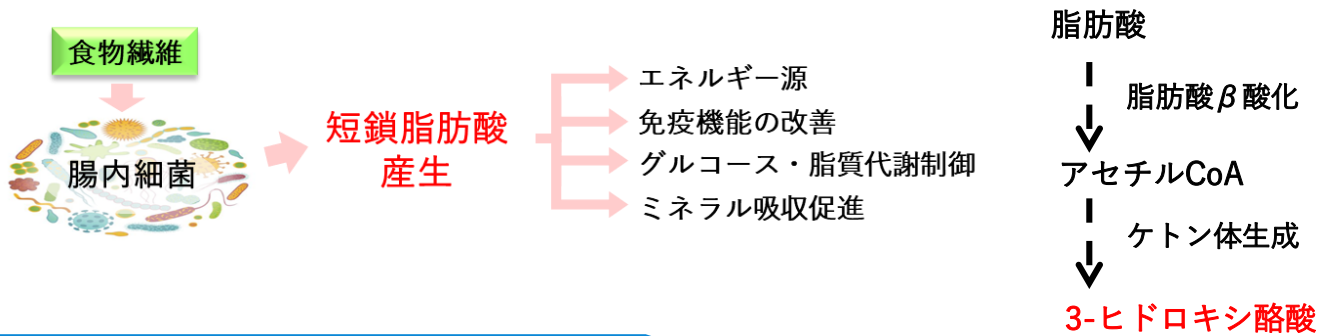 食物繊維
腸内細菌
短鎖脂肪酸
産生
エネルギー源
免疫機能の改善
グルコース・脂質代謝制御
ミネラル吸収促進
脂肪酸
脂肪酸β酸化
アセチルCoA
ケトン体生成
3-ヒドロキシ酪酸